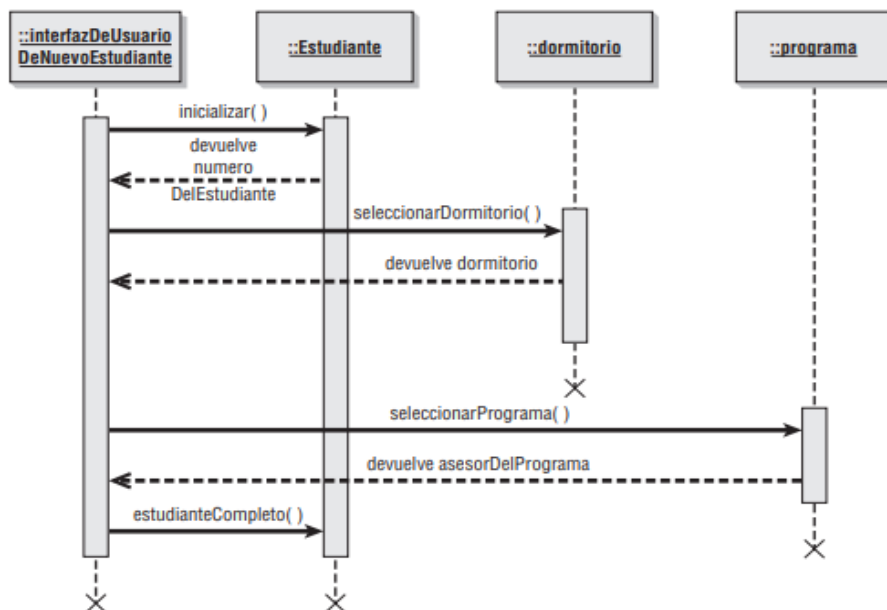 ::interfazDeUsuario
DeNuevoEstudiante
::Estudiante
::dormitorio
::programa
inicializar( )
devuelve
numero
DelEstudiante
seleccionarDormitorio( )
devuelve dormitorio
seleccionarPrograma( )
devuelve asesorDelPrograma
estudianteCompleto( )